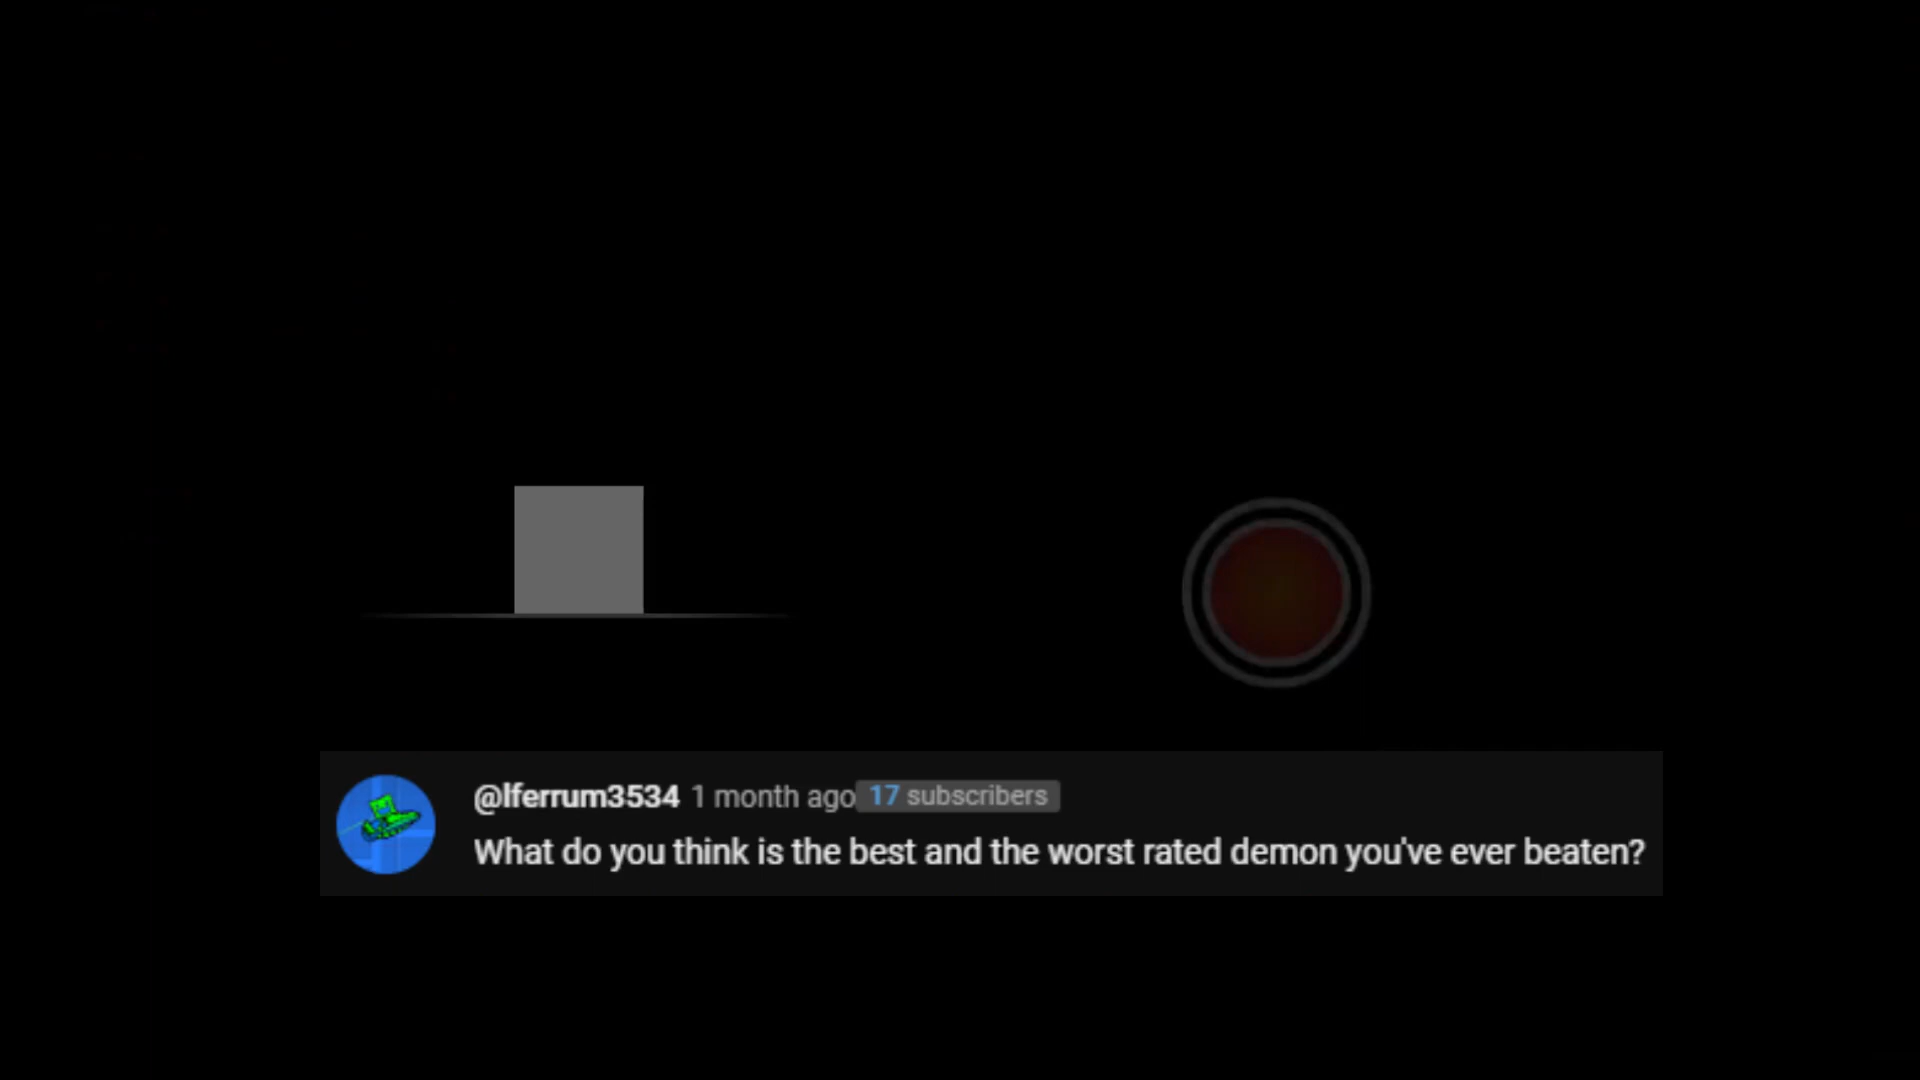 @lferrum3534 1 month ago 17 subscribers
What do you think is the best and the worst rated demon you've ever beaten?